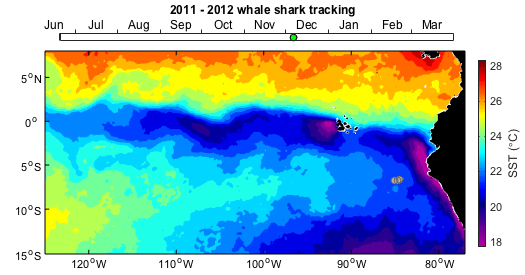 2011 - 2012 whale shark tracking
Jun Jul Aug Sep Oct Nov Dec Jan Feb Mar
5°N
0°
5°S
10°S
15°S
120°W 110°W 100°W 90°W 80°W
28
26
24
22
20
18
SST (°C)